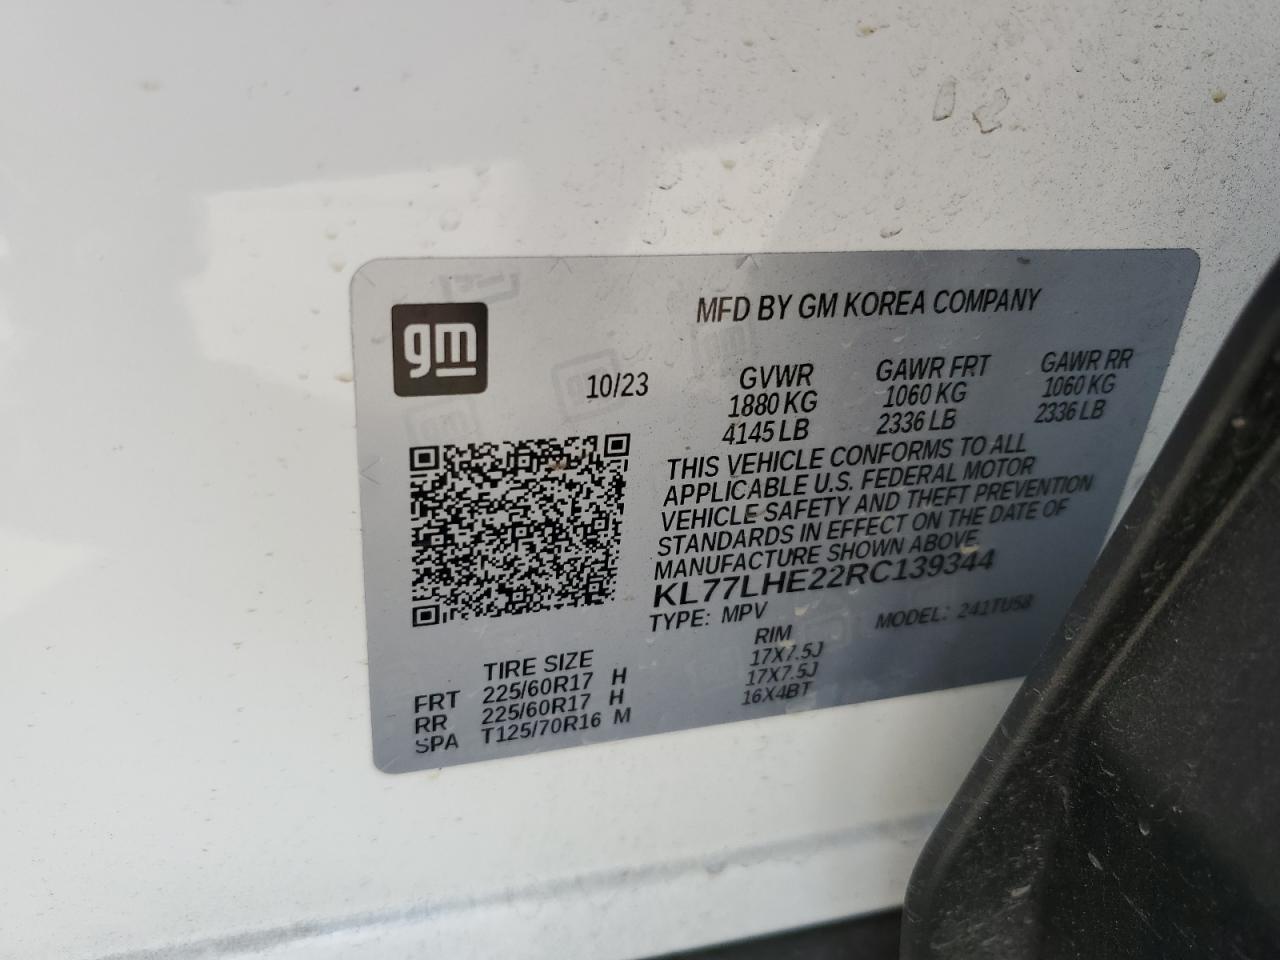 gm
MFD BY GM KOREA COMPANY
10/23
GVWR GAWR FRT GAWR RR
1880 KG 1060 KG 1060 KG
4145 LB 2336 LB 2336 LB
THIS VEHICLE CONFORMS TO ALL
APPLICABLE U.S. FEDERAL MOTOR
VEHICLE SAFETY AND THEFT PREVENTION
STANDARDS IN EFFECT ON THE DATE OF
MANUFACTURE SHOWN ABOVE.
KL77LHE22RC139344
TYPE: MPV MODEL: 241TU58
TIRE SIZE RIM
FRT 225/60R17 H 17X7.5J
RR 225/60R17 H 17X7.5J
SPA T125/70R16 M 16X4BT